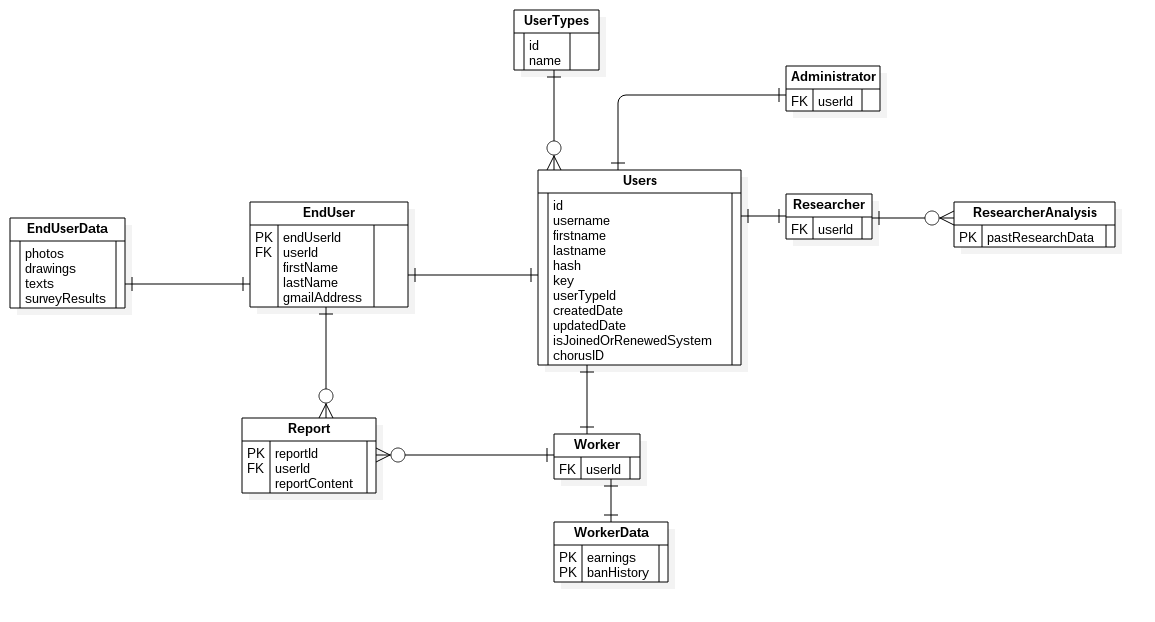 UserTypes
id
name
Administrator
FK userId
Users
id
username
firstname
lastname
hash
key
userTypeId
createdDate
updatedDate
isJoinedOrRenewedSystem
chorusID
Researcher
FK userId
ResearcherAnalysis
PK pastResearchData
EndUser
PK endUserId
FK userId
firstName
lastName
gmailAddress
EndUserData
photos
drawings
texts
surveyResults
Report
PK reportId
FK userId
reportContent
Worker
FK userId
WorkerData
PK earnings
PK banHistory